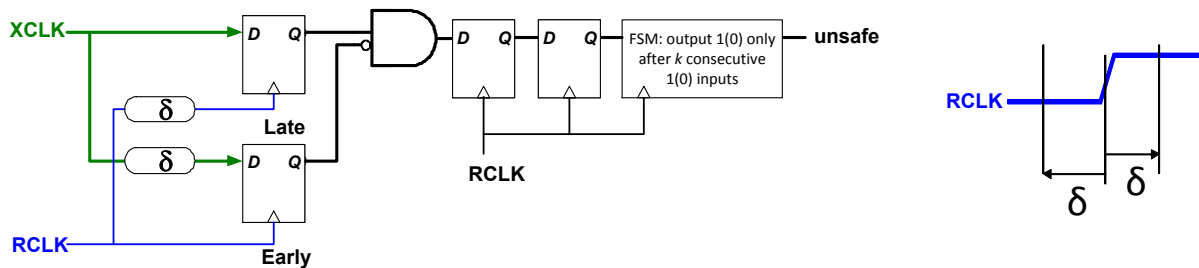 XCLK
D Q
δ
Late
δ
D Q
Early
RCLK
D Q
D Q
RCLK
FSM: output 1(0) only
after k consecutive
1(0) inputs
unsafe
RCLK
δ
δ